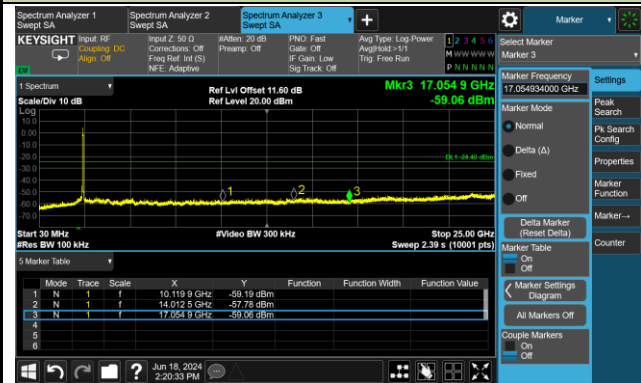 Spectrum Analyzer 1
Swept SA
Spectrum Analyzer 2
Swept SA
Spectrum Analyzer 3
Swept SA
Marker
KEYSIGHT
Input: RF
Coupling: DC
Align: Off
Input Z: 50 Ω
Corrections: Off
Freq Ref: Int (S)
NFE: Adaptive
#Atten: 20 dB
Preamp: Off
PNO: Fast
Gate: Off
IF Gain: Low
Sig Track: Off
Avg Type: Log-Power
Avg|Hold:>1/1
Trig: Free Run
1 2 3 4 5 6
M W W W W W
P N N N N N
Select Marker
Marker 3
1 Spectrum
Scale/Div 10 dB
Log
Ref Lvl Offset 11.60 dB
Ref Level 20.00 dBm
Mkr3 17.054 9 GHz
-59.06 dBm
10.0
0.00
-10.0
-20.0
-30.0
-40.0
-50.0
-60.0
-70.0
DL1 -24.40 dBm
1
2
3
Start 30 MHz
#Res BW 100 kHz
#Video BW 300 kHz
Stop 25.00 GHz
Sweep 2.39 s (10001 pts)
5 Marker Table
Mode Trace Scale X Y Function Function Width Function Value
1 N 1 f 10.119 9 GHz -59.19 dBm
2 N 1 f 14.012 5 GHz -57.78 dBm
3 N 1 f 17.054 9 GHz -59.06 dBm
4
5
6
Marker Frequency
17.054934000 GHz
Marker Mode
Normal
Delta (Δ)
Fixed
Off
Delta Marker
(Reset Delta)
Marker Table
On
Off
Marker Settings
Diagram
All Markers Off
Couple Markers
On
Off
Settings
Peak
Search
Pk Search
Config
Properties
Marker
Function
Marker→
Counter
Jun 18, 2024
2:20:33 PM